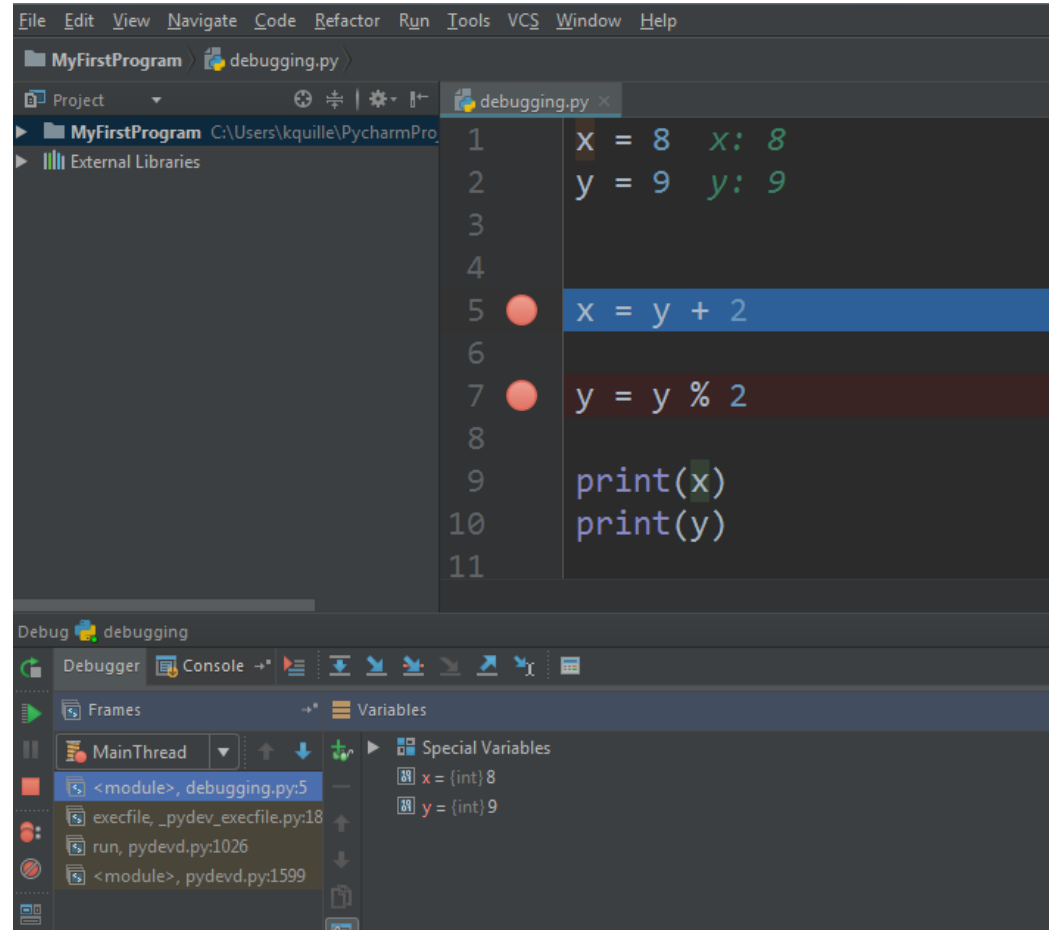 File Edit View Navigate Code Refactor Run Tools VCS Window Help
MyFirstProgram debugging.py
Project
debugging.py
MyFirstProgram C:\Users\kquille\PycharmPro
External Libraries
1 x = 8 x: 8
2 y = 9 y: 9
3
4
5 x = y + 2
6
7 y = y % 2
8
9 print(x)
10 print(y)
11
Debug debugging
Debugger Console
Frames
Variables
MainThread
Special Variables
<module>, debugging.py:5
x = {int} 8
execfile, _pydev_execfile.py:18
y = {int} 9
run, pydevd.py:1026
<module>, pydevd.py:1599